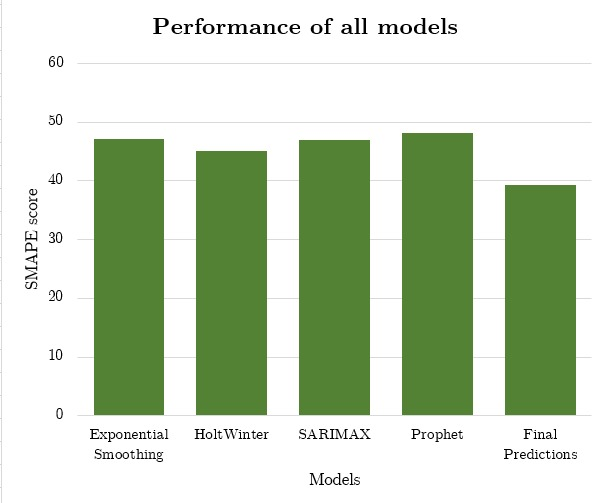 Performance of all models
60
50
40
30
20
10
0
SMAPE score
Exponential
Smoothing
HoltWinter
SARIMAX
Prophet
Final
Predictions
Models